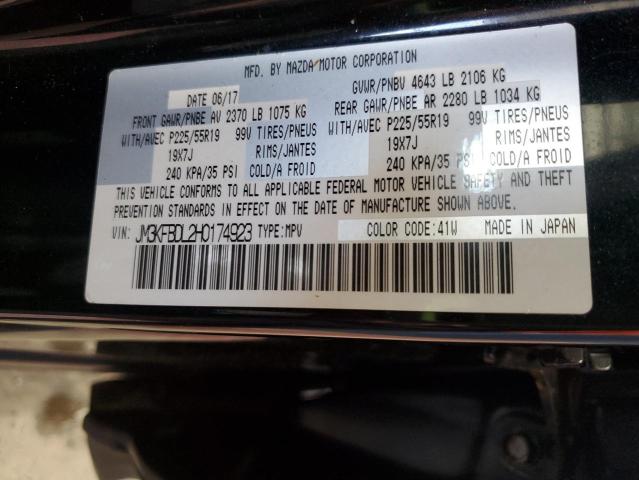 MFD. BY MAZDA MOTOR CORPORATION
DATE 06/17 GVWR/PNBV 4643 LB 2106 KG
FRONT GAWR/PNBE AV 2370 LB 1075 KG REAR GAWR/PNBE AR 2280 LB 1034 KG
WITH/AVEC P225/55R19 99V TIRES/PNEUS WITH/AVEC P225/55R19 99V TIRES/PNEUS
19X7J RIMS/JANTES 19X7J RIMS/JANTES
240 KPA/35 PSI COLD/A FROID 240 KPA/35 PSI COLD/A FROID
THIS VEHICLE CONFORMS TO ALL APPLICABLE FEDERAL MOTOR VEHICLE SAFETY AND THEFT
PREVENTION STANDARDS IN EFFECT ON THE DATE OF MANUFACTURE SHOWN ABOVE.
VIN: JM3KFBDL2H0174923 TYPE:MPV COLOR CODE:41W MADE IN JAPAN